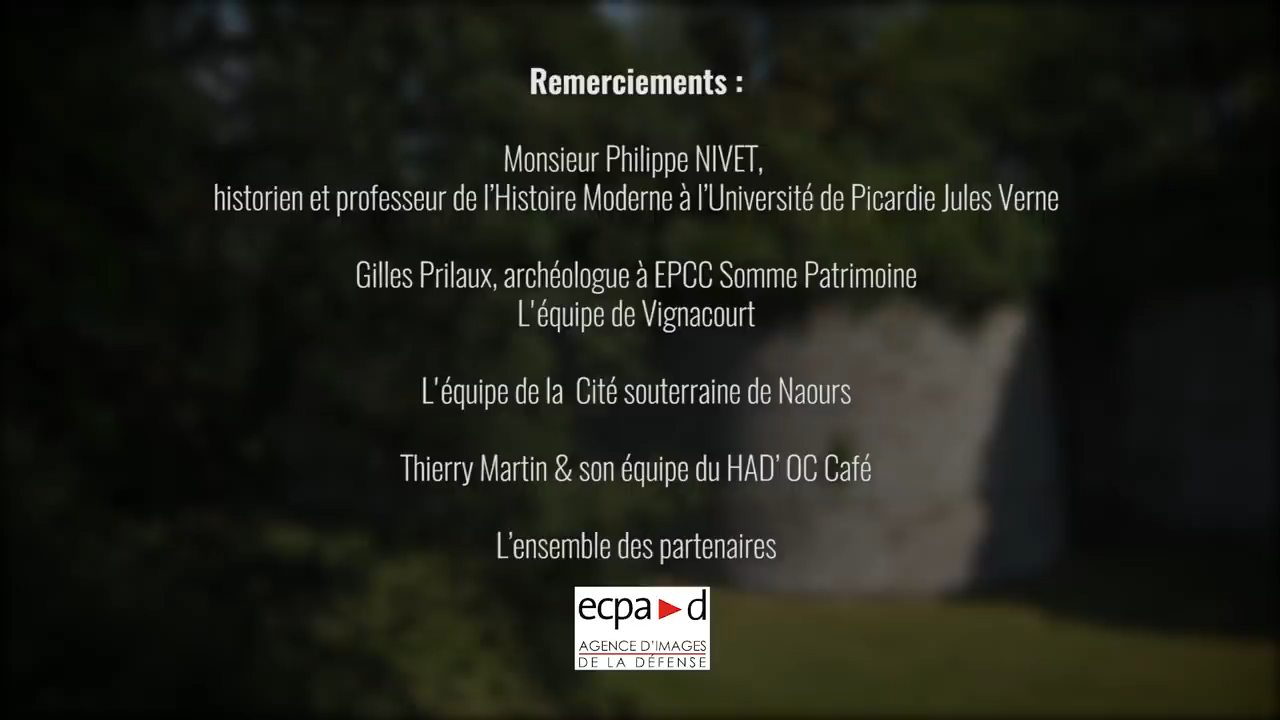 Remerciements :
Monsieur Philippe NIVET,
historien et professeur de l’Histoire Moderne à l’Université de Picardie Jules Verne
Gilles Prilaux, archéologue à EPCC Somme Patrimoine
L'équipe de Vignacourt
L'équipe de la  Cité souterraine de Naours
Thierry Martin & son équipe du HAD’ OC Café
L’ensemble des partenaires
ecpa d
AGENCE D’IMAGES
DE LA DÉFENSE